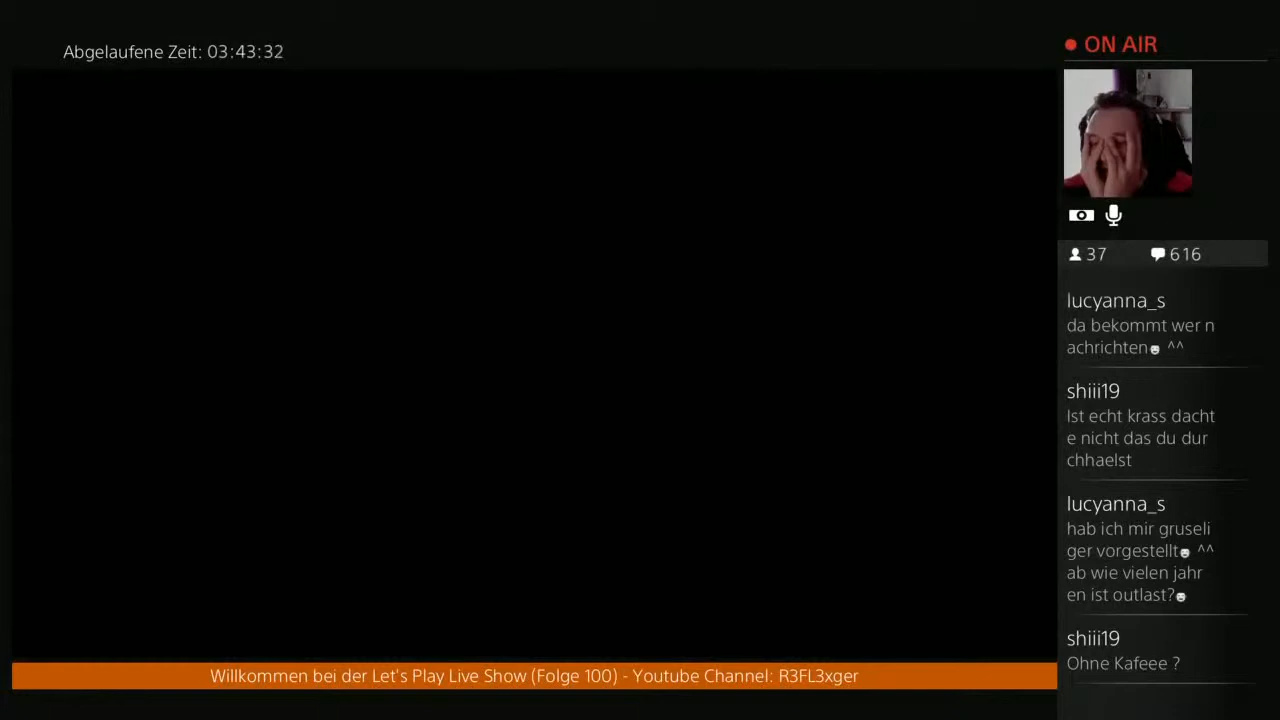 Abgelaufene Zeit: 03:43:32
ON AIR
37 616
lucyanna_s
da bekommt wer n
achrichten ^^
shiii19
Ist echt krass dacht
e nicht das du dur
chhaelst
lucyanna_s
hab ich mir gruseli
ger vorgestellt ^^
ab wie vielen jahr
en ist outlast?
shiii19
Ohne Kafeee ?
Willkommen bei der Let's Play Live Show (Folge 100) - Youtube Channel: R3FL3xger